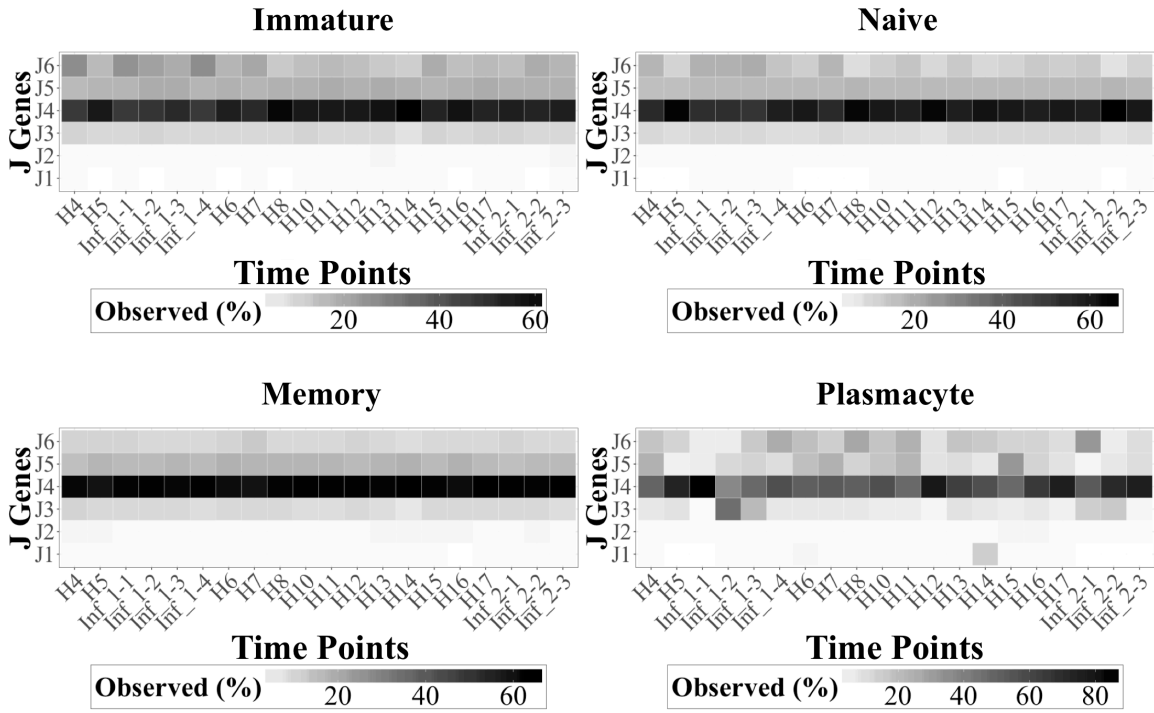 Immature
J Genes
J6
J5
J4
J3
J2
J1
H4 H5 Inf_1-1 Inf_1-2 Inf_1-3 Inf_1-4 H6 H7 H8 H10 H11 H12 H13 H14 H15 H16 H17 Inf_2-1 Inf_2-2 Inf_2-3
Time Points
Observed (%)
20 40 60
Naive
J Genes
J6
J5
J4
J3
J2
J1
H4 H5 Inf_1-1 Inf_1-2 Inf_1-3 Inf_1-4 H6 H7 H8 H10 H11 H12 H13 H14 H15 H16 H17 Inf_2-1 Inf_2-2 Inf_2-3
Time Points
Observed (%)
20 40 60
Memory
J Genes
J6
J5
J4
J3
J2
J1
H4 H5 Inf_1-1 Inf_1-2 Inf_1-3 Inf_1-4 H6 H7 H8 H10 H11 H12 H13 H14 H15 H16 H17 Inf_2-1 Inf_2-2 Inf_2-3
Time Points
Observed (%)
20 40 60
Plasmacyte
J Genes
J6
J5
J4
J3
J2
J1
H4 H5 Inf_1-1 Inf_1-2 Inf_1-3 Inf_1-4 H6 H7 H8 H10 H11 H12 H13 H14 H15 H16 H17 Inf_2-1 Inf_2-2 Inf_2-3
Time Points
Observed (%)
20 40 60 80